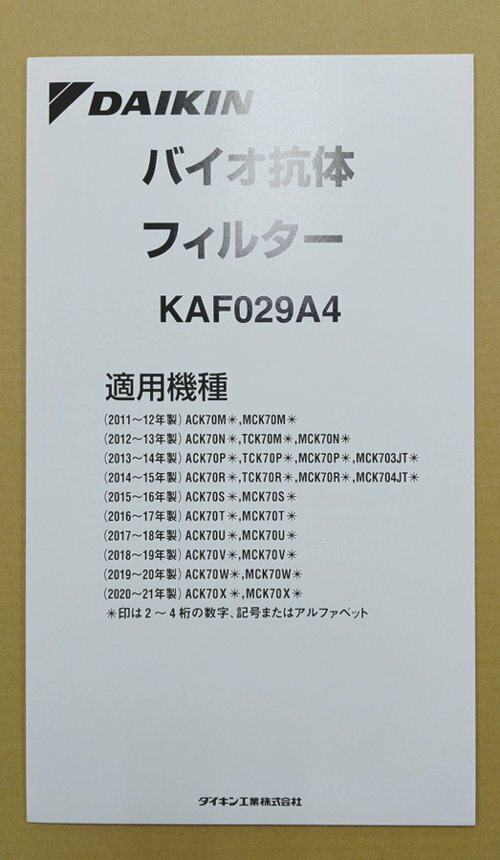 DAIKIN
バイオ抗体
フィルター
KAF029A4
適用機種
(2011～12年製) ACK70M✳,MCK70M✳
(2012～13年製) ACK70N✳,TCK70M✳,MCK70N✳
(2013～14年製) ACK70P✳,TCK70P✳,MCK70P✳,MCK703JT✳
(2014～15年製) ACK70R✳,TCK70R✳,MCK70R✳,MCK704JT✳
(2015～16年製) ACK70S✳,MCK70S✳
(2016～17年製) ACK70T✳,MCK70T✳
(2017～18年製) ACK70U✳,MCK70U✳
(2018～19年製) ACK70V✳,MCK70V✳
(2019～20年製) ACK70W✳,MCK70W✳
(2020～21年製) ACK70X✳,MCK70X✳
✳印は2～4桁の数字、記号またはアルファベット
ダイキン工業株式会社